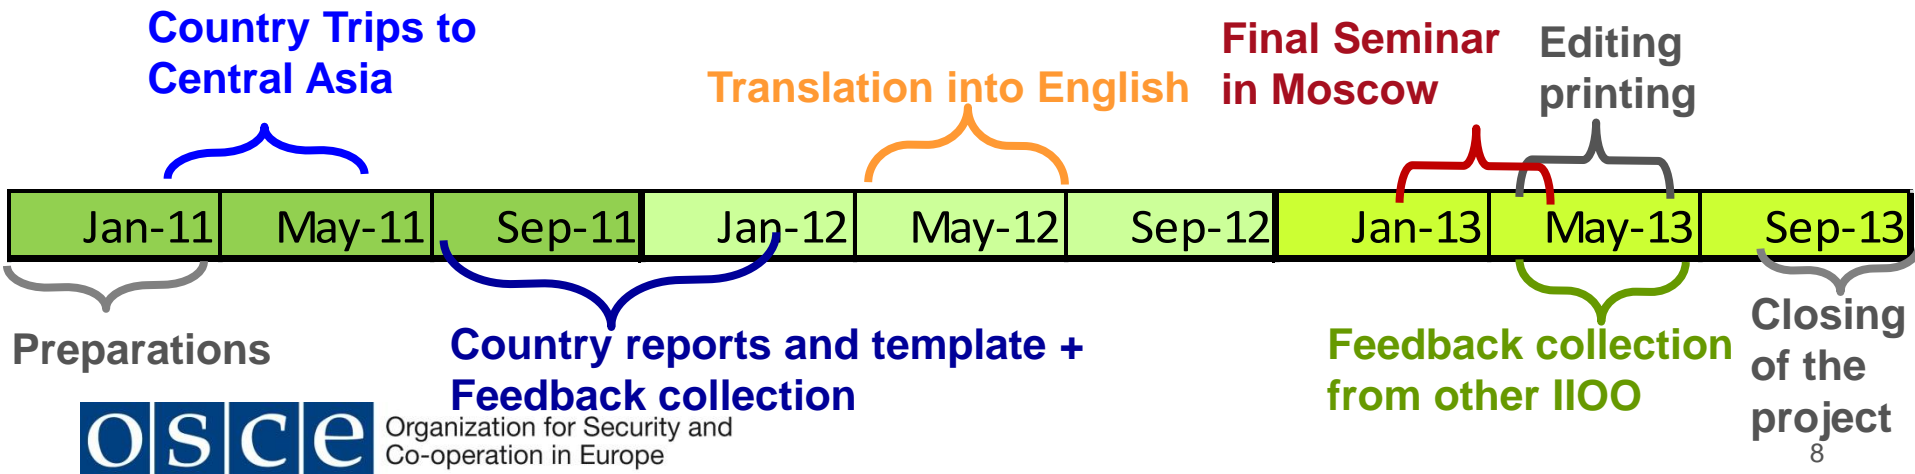 Country Trips to
Central Asia
Translation into English
Final Seminar
in Moscow
Editing
printing
Jan-11 May-11 Sep-11 Jan-12 May-12 Sep-12 Jan-13 May-13 Sep-13
Preparations
Country reports and template +
Feedback collection
Feedback collection
from other IIOO
Closing
of the
project
osce
Organization for Security and
Co-operation in Europe
8